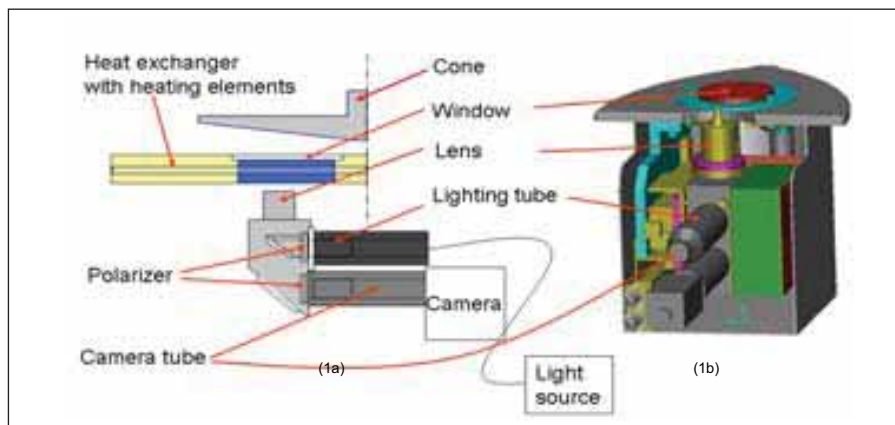 Heat exchanger
with heating elements
Cone
Window
Lens
Lighting tube
Polarizer
Camera
Camera tube
(1a)
(1b)
Light
source